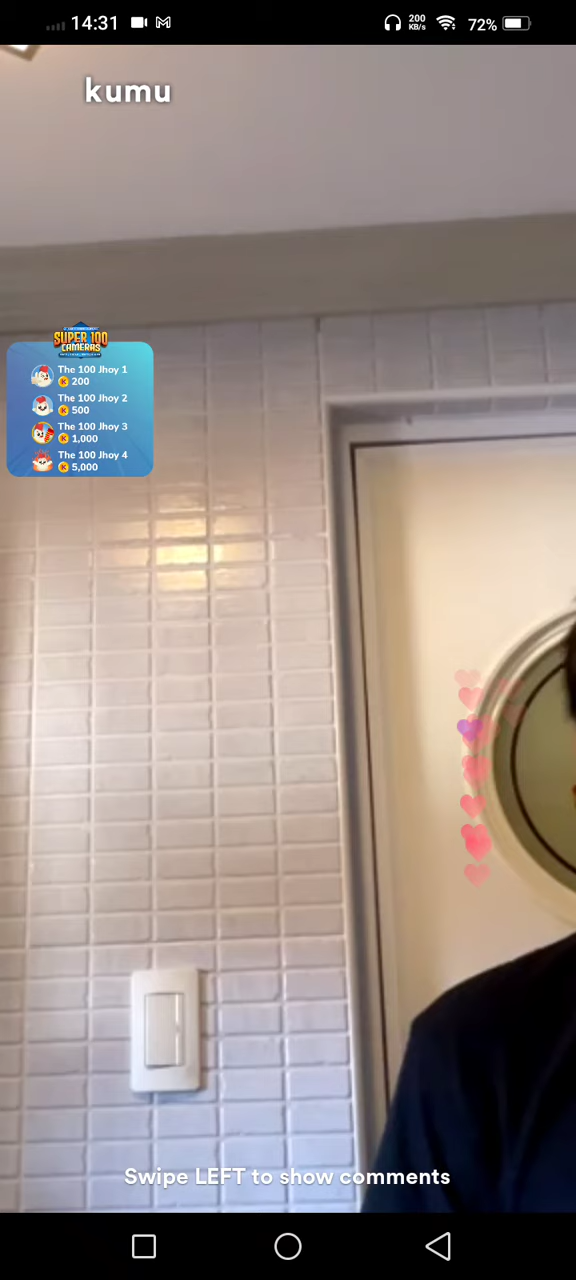 14:31
200
KB/s
72%
kumu
SUPER 100
CAMERAS
The 100 Jhoy 1
K 200
The 100 Jhoy 2
K 500
The 100 Jhoy 3
K 1,000
The 100 Jhoy 4
K 5,000
Swipe LEFT to show comments